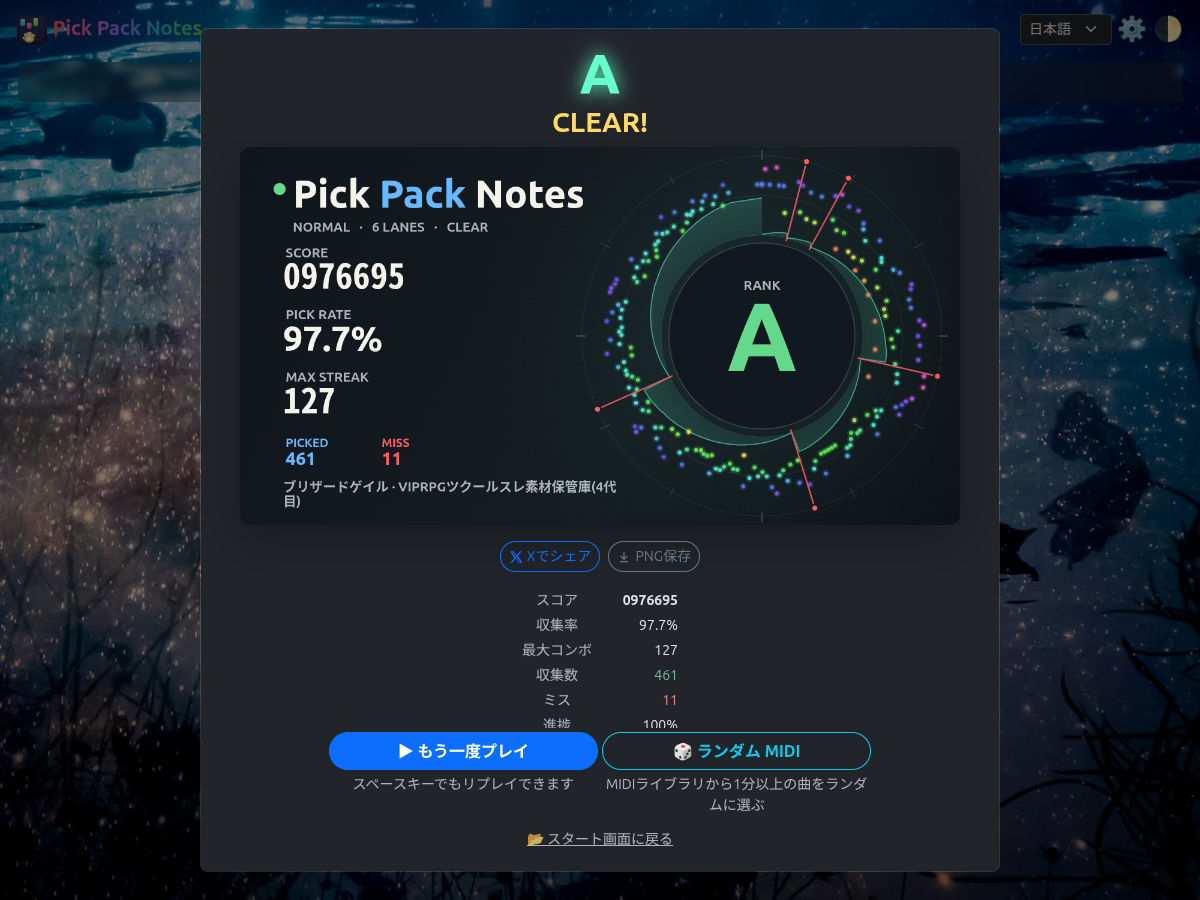 Pick Pack Notes
日本語
A
CLEAR!
Pick Pack Notes
NORMAL · 6 LANES · CLEAR
SCORE
0976695
PICK RATE
97.7%
MAX STREAK
127
PICKED
MISS
461
11
ブリザードゲイル · VIPRPGツクールスレ素材保管庫(4代
目)
RANK
A
Xでシェア
PNG保存
スコア 0976695
収集率 97.7%
最大コンボ 127
収集数 461
ミス 11
進捗 100%
▶ もう一度プレイ
ランダム MIDI
スペースキーでもリプレイできます
MIDIライブラリから1分以上の曲をランダ
ムに選ぶ
スタート画面に戻る